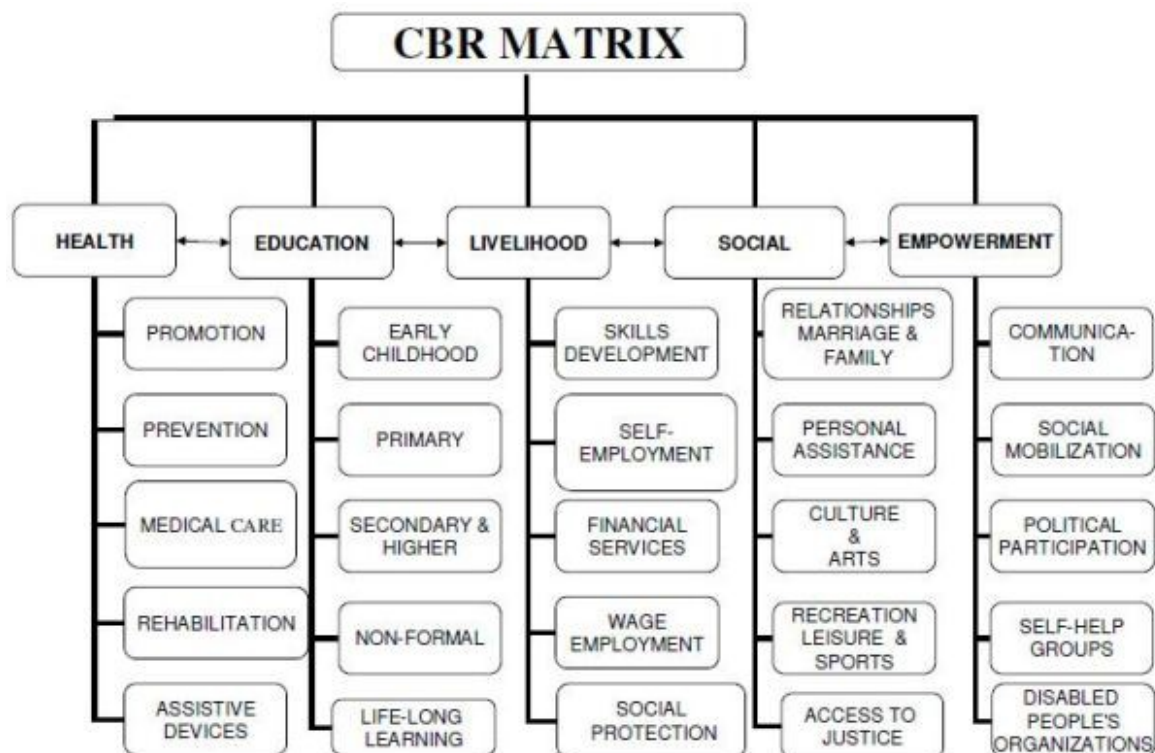 CBR MATRIX
HEALTH
EDUCATION
LIVELIHOOD
SOCIAL
EMPOWERMENT
PROMOTION
PREVENTION
MEDICAL CARE
REHABILITATION
ASSISTIVE
DEVICES
EARLY
CHILDHOOD
PRIMARY
SECONDARY &
HIGHER
NON-FORMAL
LIFE-LONG
LEARNING
SKILLS
DEVELOPMENT
SELF-
EMPLOYMENT
FINANCIAL
SERVICES
WAGE
EMPLOYMENT
SOCIAL
PROTECTION
RELATIONSHIPS
MARRIAGE &
FAMILY
PERSONAL
ASSISTANCE
CULTURE
&
ARTS
RECREATION
LEISURE &
SPORTS
ACCESS TO
JUSTICE
COMMUNICA-
TION
SOCIAL
MOBILIZATION
POLITICAL
PARTICIPATION
SELF-HELP
GROUPS
DISABLED
PEOPLE'S
ORGANIZATIONS